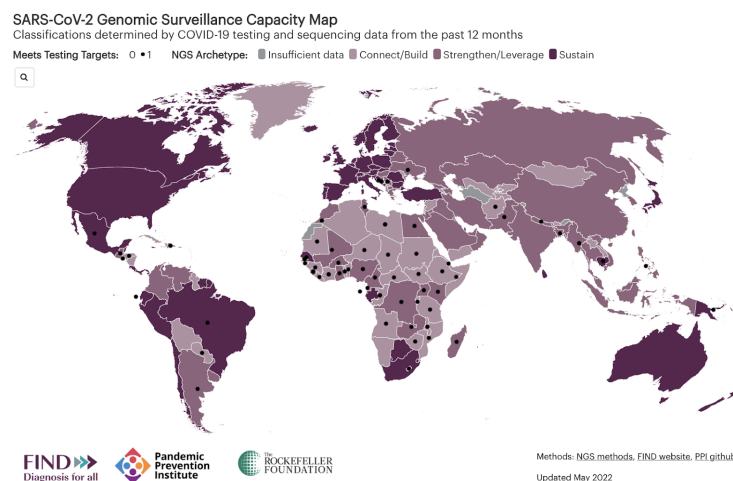 SARS-CoV-2 Genomic Surveillance Capacity Map
Classifications determined by COVID-19 testing and sequencing data from the past 12 months
Meets Testing Targets: 0 •1 NGS Archetype: Insufficient data Connect/Build Strengthen/Leverage Sustain
FIND
Diagnosis for all
Pandemic
Prevention
Institute
The
ROCKEFELLER
FOUNDATION
Methods: NGS methods, FIND website, PPI github
Updated May 2022